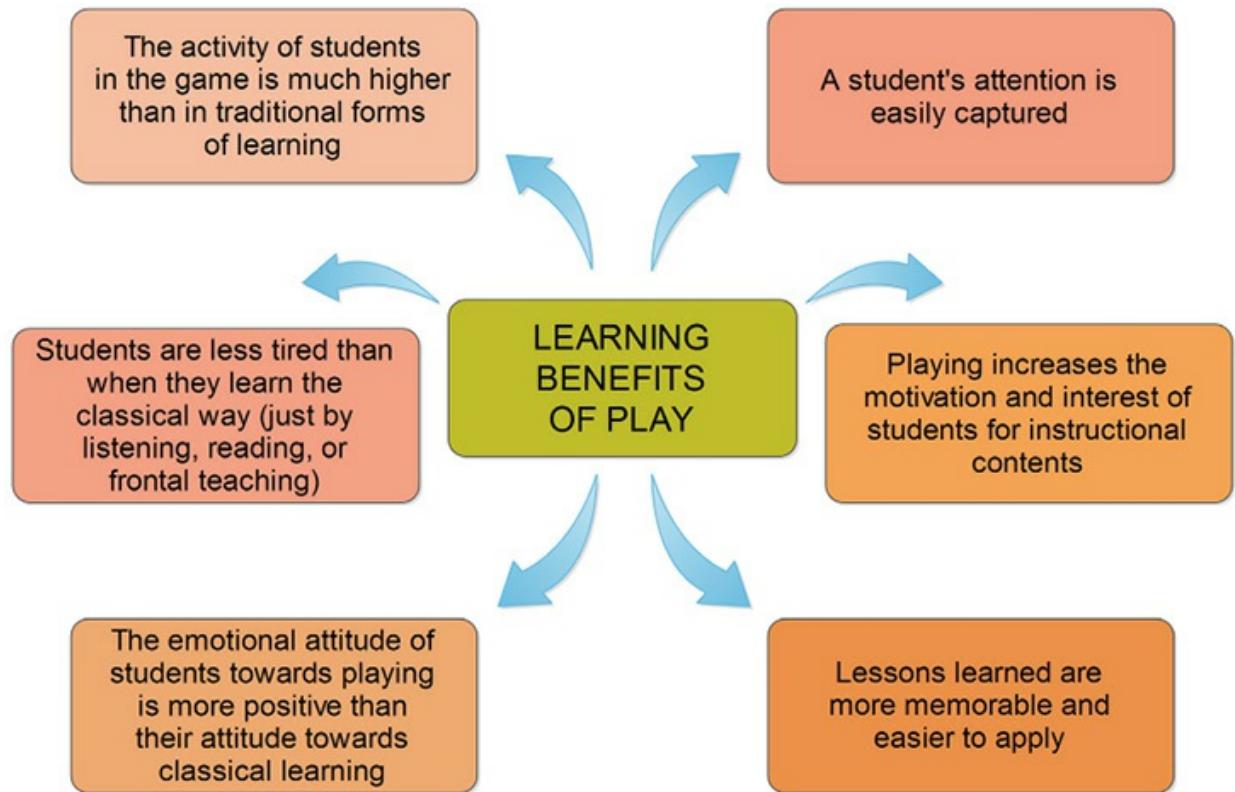 The activity of students
in the game is much higher
than in traditional forms
of learning
A student's attention is
easily captured
Students are less tired than
when they learn the
classical way (just by
listening, reading, or
frontal teaching)
LEARNING
BENEFITS
OF PLAY
Playing increases the
motivation and interest of
students for instructional
contents
The emotional attitude of
students towards playing
is more positive than
their attitude towards
classical learning
Lessons learned are
more memorable and
easier to apply